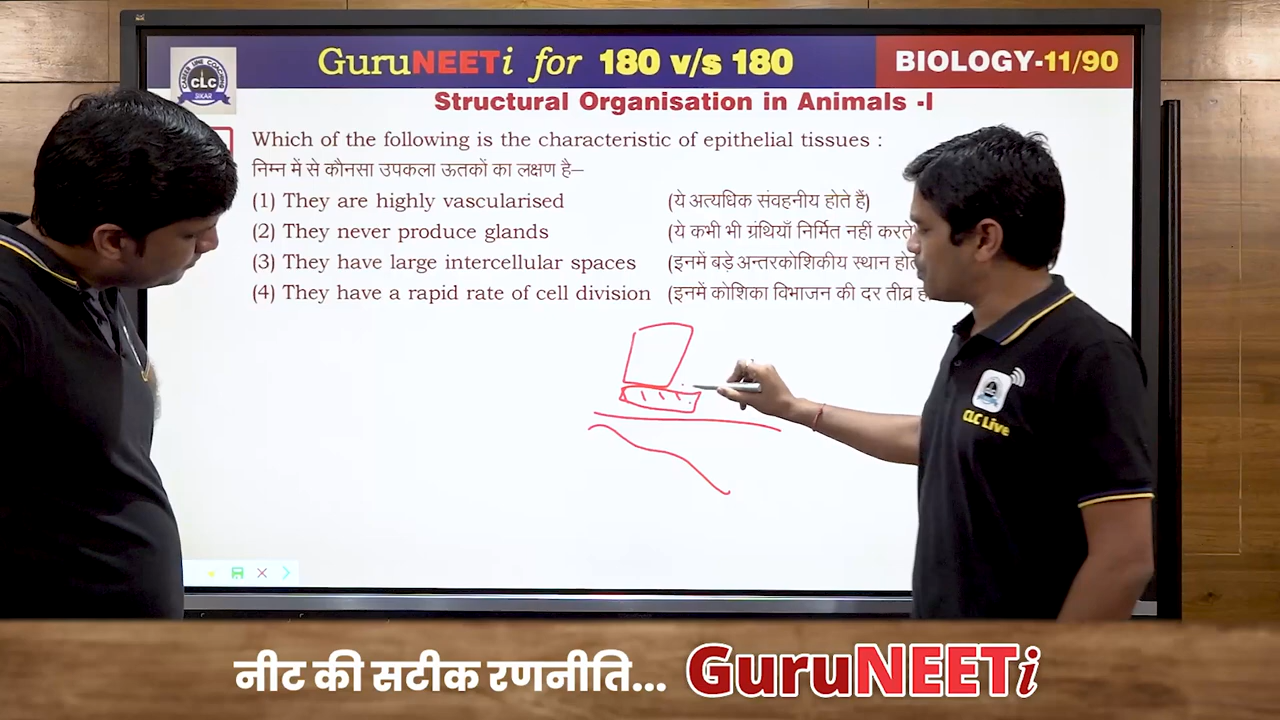 GuruNEETi for 180 v/s 180
BIOLOGY-11/90
CLC
SIKAR
Structural Organisation in Animals -I
Which of the following is the characteristic of epithelial tissues :
निम्न में से कौनसा उपकला ऊतकों का लक्षण है–
(1) They are highly vascularised (ये अत्यधिक संवहनीय होते हैं)
(2) They never produce glands (ये कभी भी ग्रंथियाँ निर्मित नहीं करते
(3) They have large intercellular spaces (इनमें बड़े अन्तरकोशिकीय स्थान
(4) They have a rapid rate of cell division (इनमें कोशिका विभाजन की दर तीव्र
CLC Live
नीट की सटीक रणनीति... GuruNEETi